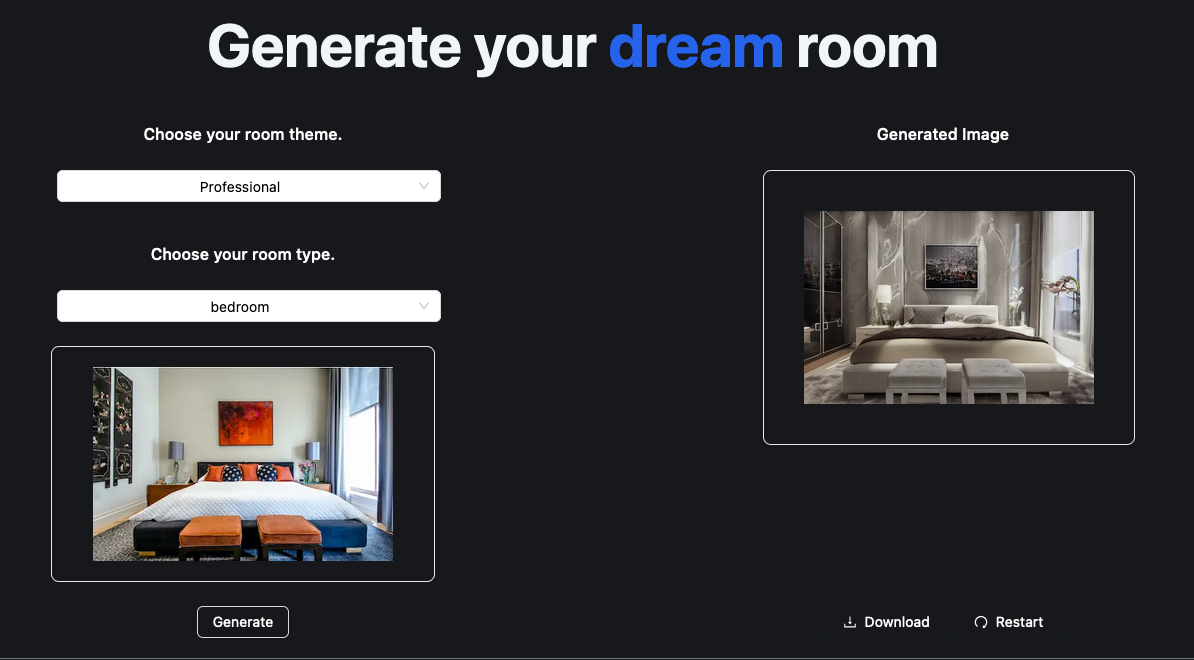 Generate your dream room
Choose your room theme.
Professional
Choose your room type.
bedroom
Generate
Generated Image
Download
Restart